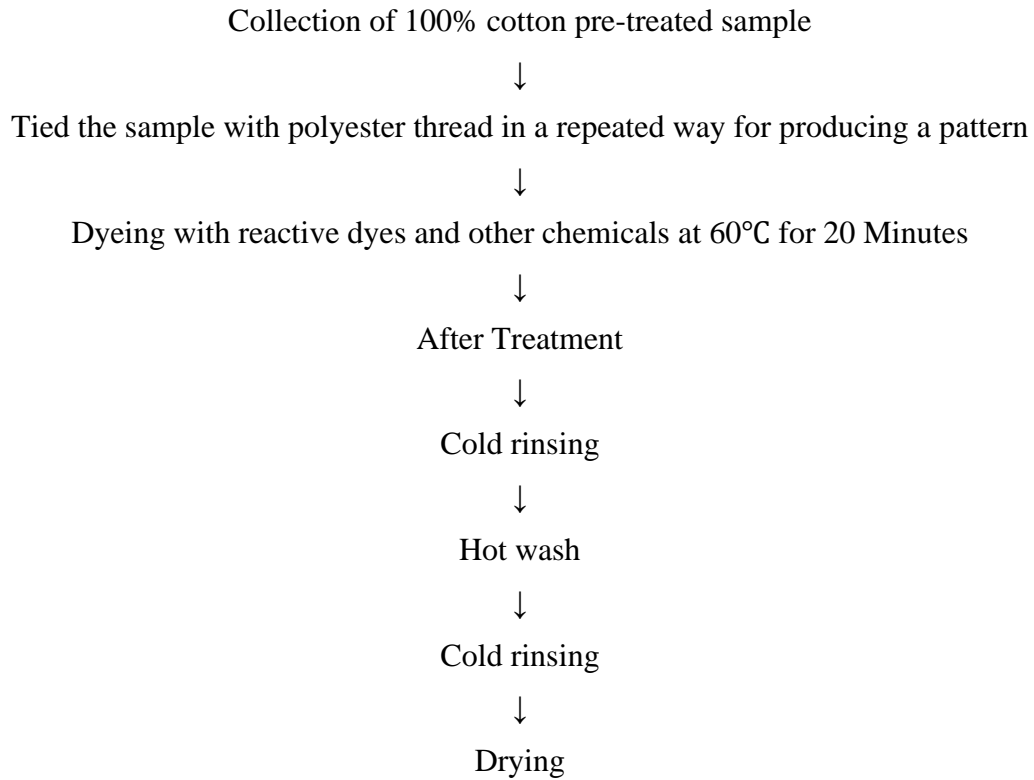 Collection of 100% cotton pre-treated sample
↓
Tied the sample with polyester thread in a repeated way for producing a pattern
↓
Dyeing with reactive dyes and other chemicals at 60℃ for 20 Minutes
↓
After Treatment
↓
Cold rinsing
↓
Hot wash
↓
Cold rinsing
↓
Drying